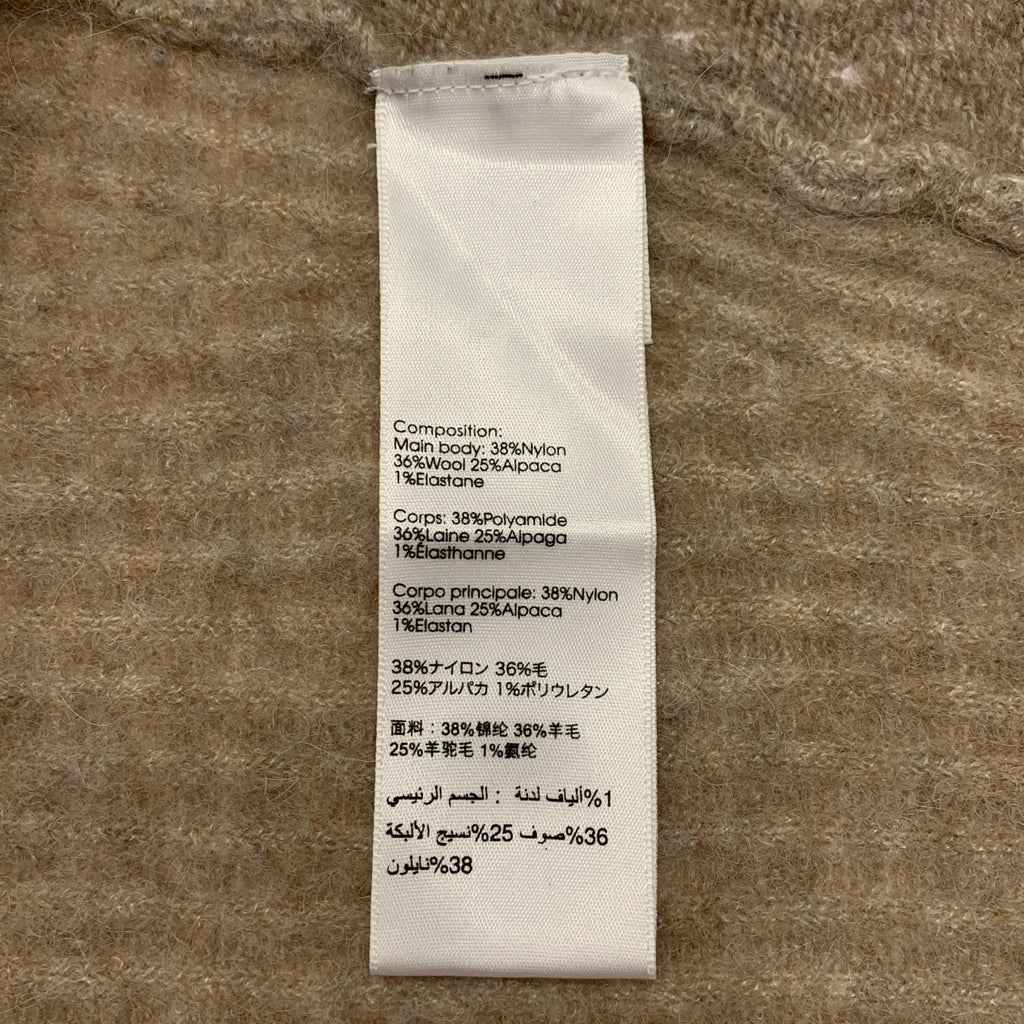 Composition:
Main body: 38%Nylon
36%Wool 25%Alpaca
1%Elastane
Corps: 38%Polyamide
36%Laine 25%Alpaga
1%Élasthanne
Corpo principale: 38%Nylon
36%Lana 25%Alpaca
1%Elastan
38%ナイロン 36%毛
25%アルパカ 1%ポリウレタン
面料：38%锦纶 36%羊毛
25%羊驼毛 1%氨纶
1%ألياف لدنة : الجسم الرئيسي
36%صوف 25%نسيج الألبكة
38%نايلون